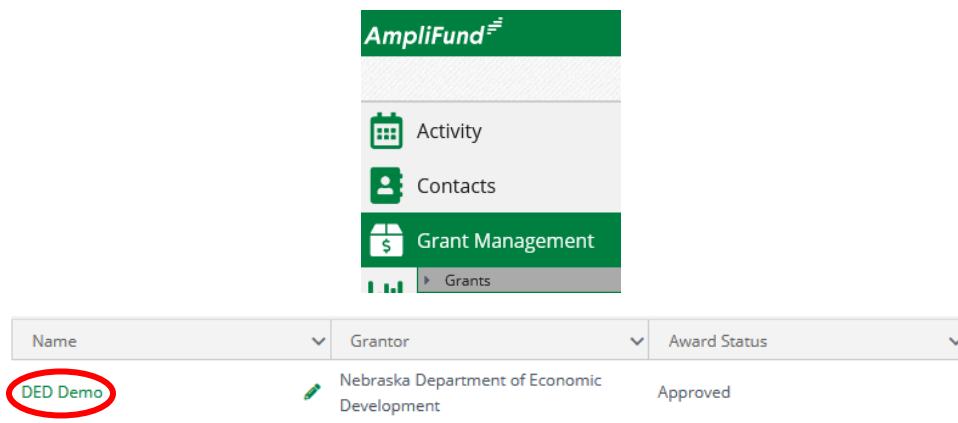 AmpliFund
Activity
Contacts
Grant Management
Grants
Name Grantor Award Status
DED Demo Nebraska Department of Economic Development Approved